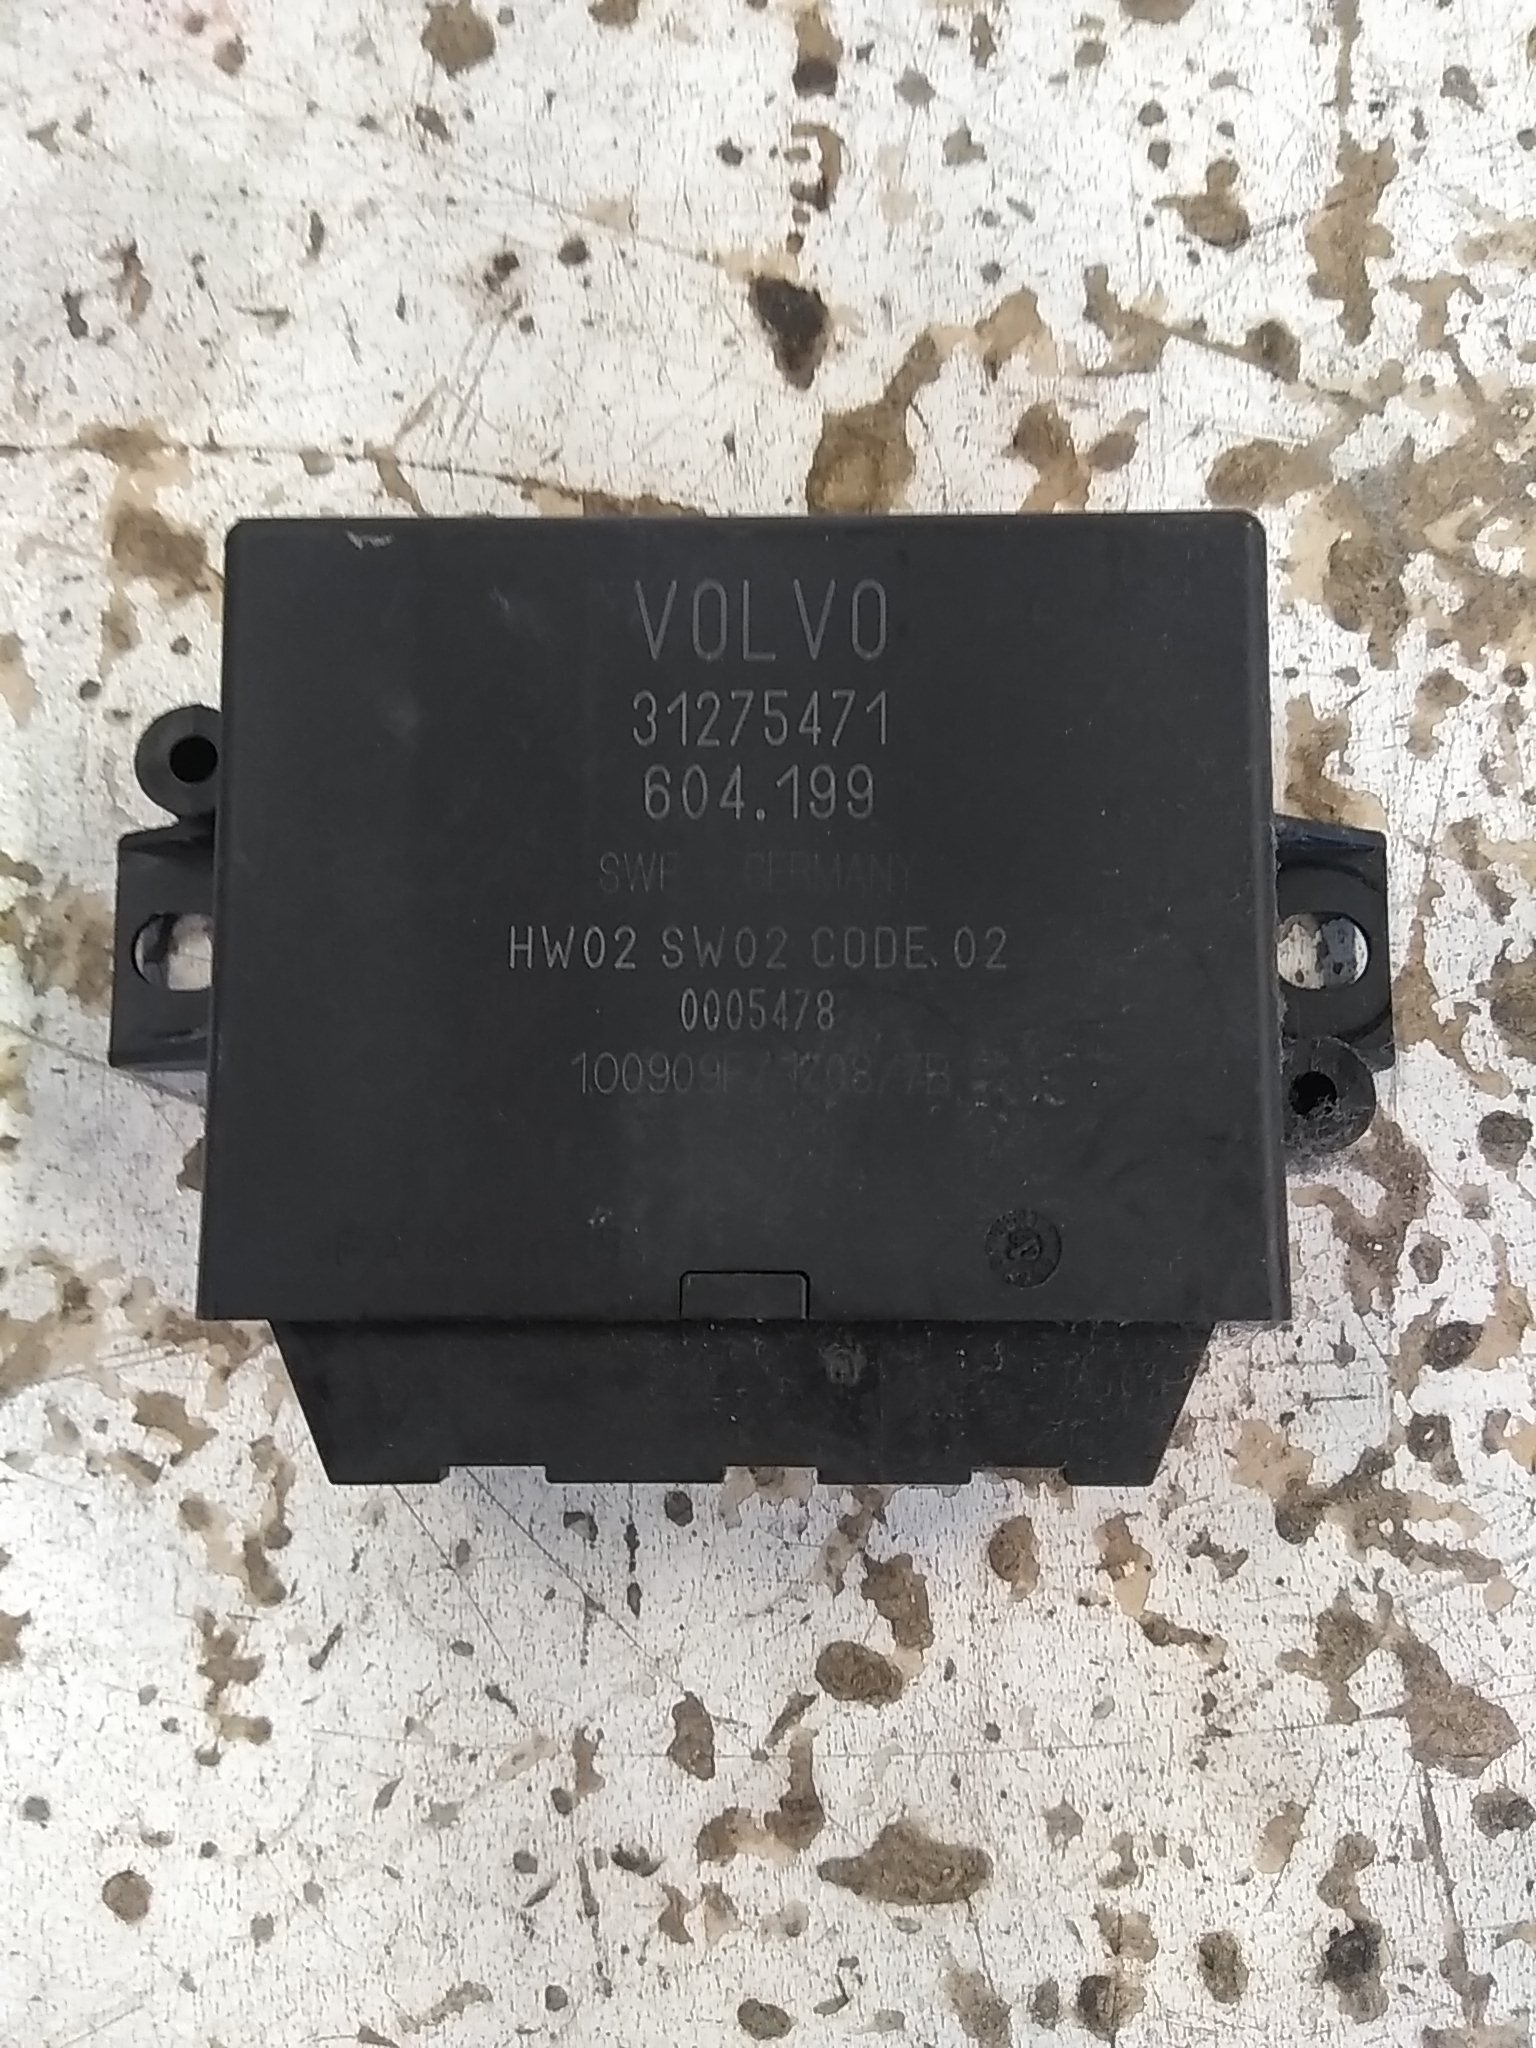 VOLVO
31275471
604.199
SWF GERMANY
HW02 SW02 CODE.02
0005478